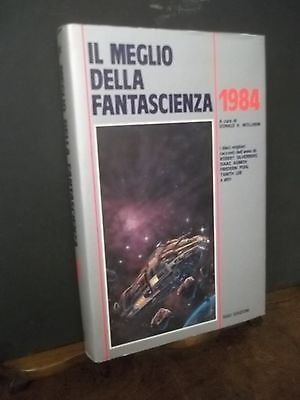 IL MEGLIO
DELLA
FANTASCIENZA
1984
A cura di
DONALD A. WOLLHEIM
I dieci migliori
racconti dell'anno di
ROBERT SILVERBERG
ISAAC ASIMOV
FREDERIK POHL
TANITH LEE
e altri